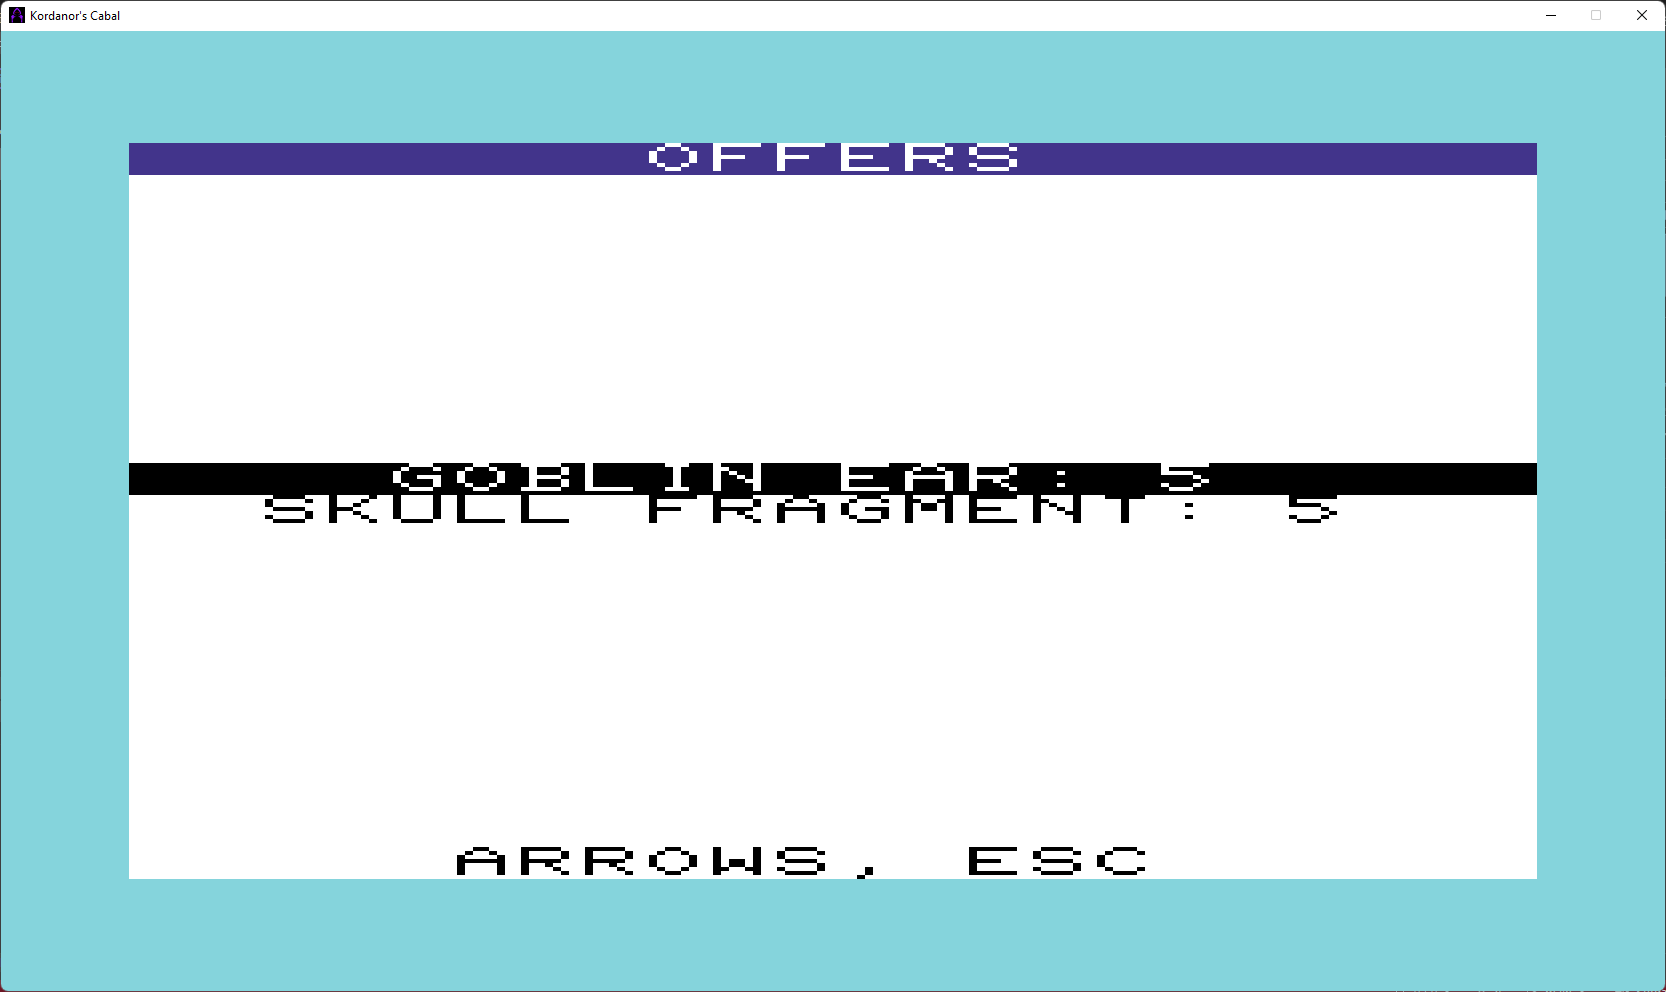 Kordanor's Cabal
OFFERS
GOBLIN EAR: 5
SKULL FRAGMENT: 5
ARROWS, ESC